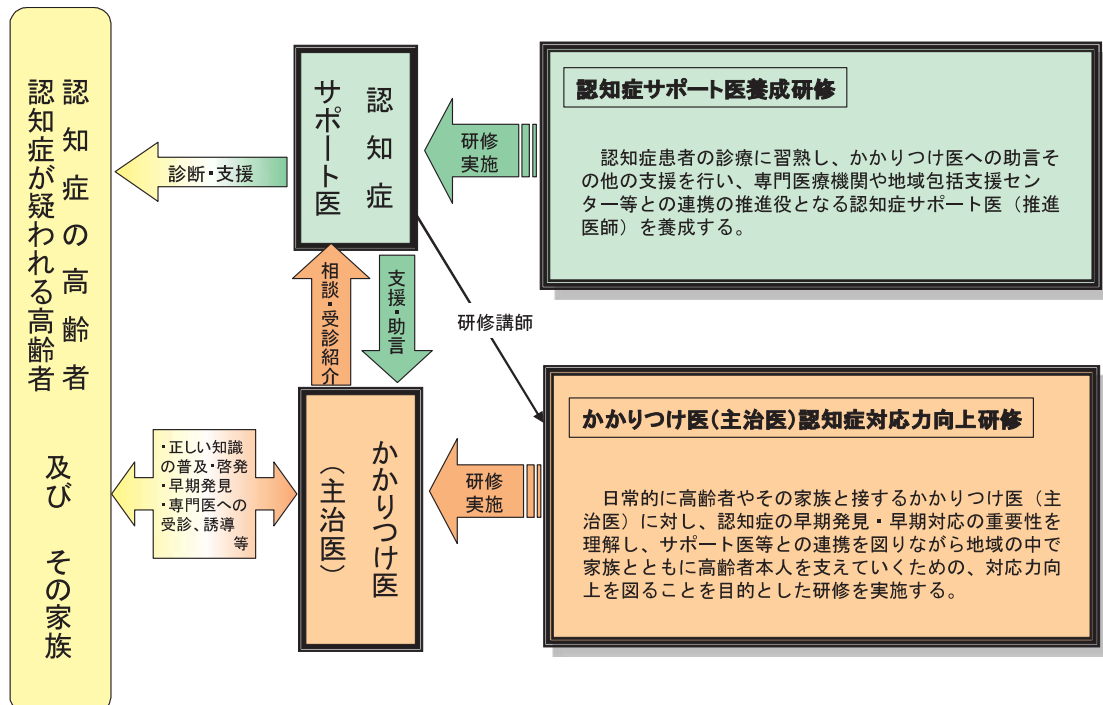 認知症の高齢者
認知症が疑われる高齢者
及び その家族
診断・支援
・正しい知識
の普及・啓発
・早期発見
・専門医への
受診、誘導
等
認知症
サポート医
相談・受診紹介
支援・助言
かかりつけ医
（主治医）
研修
実施
認知症サポート医養成研修
認知症患者の診療に習熟し、かかりつけ医への助言そ
の他の支援を行い、専門医療機関や地域包括支援セン
ター等との連携の推進役となる認知症サポート医（推進
医師）を養成する。
研修講師
研修
実施
かかりつけ医（主治医）認知症対応力向上研修
日常的に高齢者やその家族と接するかかりつけ医（主
治医）に対し、認知症の早期発見・早期対応の重要性を
理解し、サポート医等との連携を図りながら地域の中で
家族とともに高齢者本人を支えていくための、対応力向
上を図ることを目的とした研修を実施する。